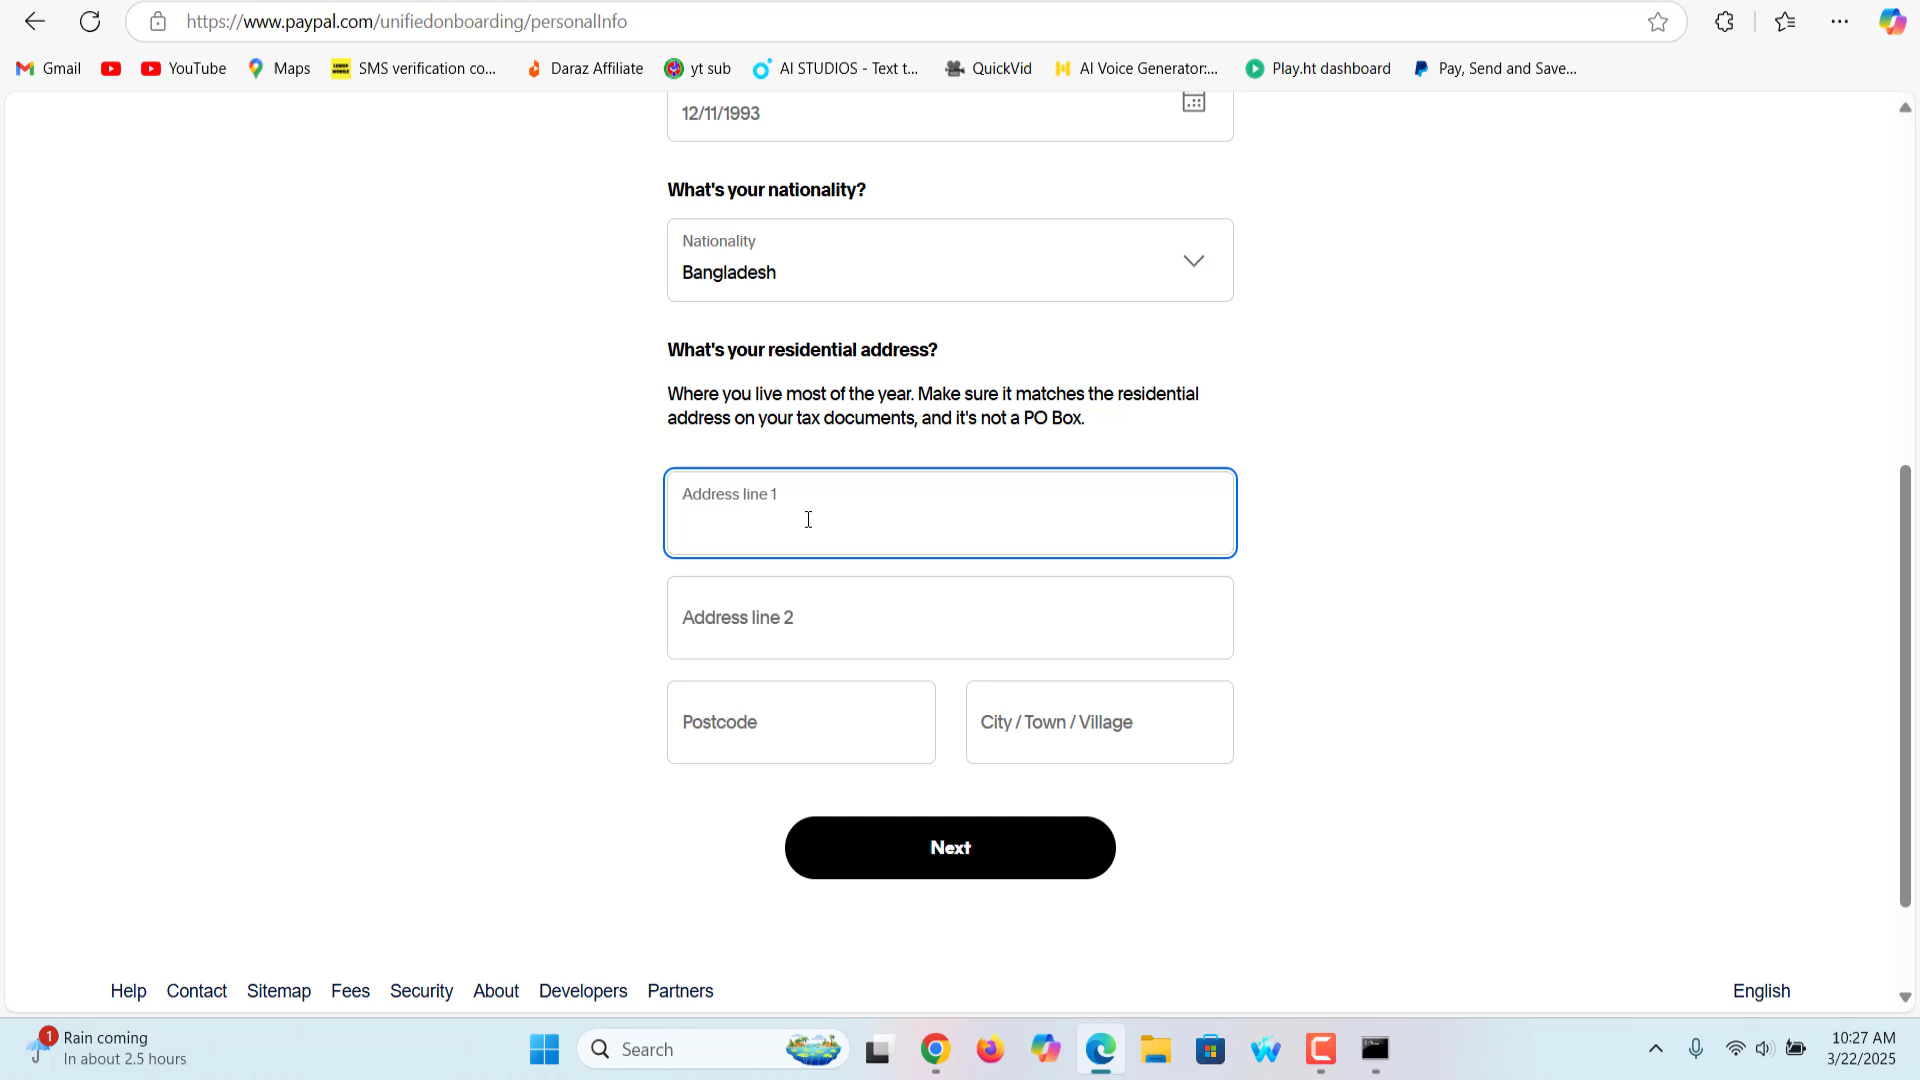 https://www.paypal.com/unifiedonboarding/personalInfo
Gmail
YouTube
Maps
SMS verification co...
Daraz Affiliate
yt sub
AI STUDIOS - Text t...
QuickVid
AI Voice Generator:...
Play.ht dashboard
Pay, Send and Save...
12/11/1993
What's your nationality?
Nationality
Bangladesh
What's your residential address?
Where you live most of the year. Make sure it matches the residential
address on your tax documents, and it's not a PO Box.
Address line 1
Address line 2
Postcode
City / Town / Village
Next
Help Contact Sitemap Fees Security About Developers Partners
English
1
Rain coming
In about 2.5 hours
Search
10:27 AM
3/22/2025